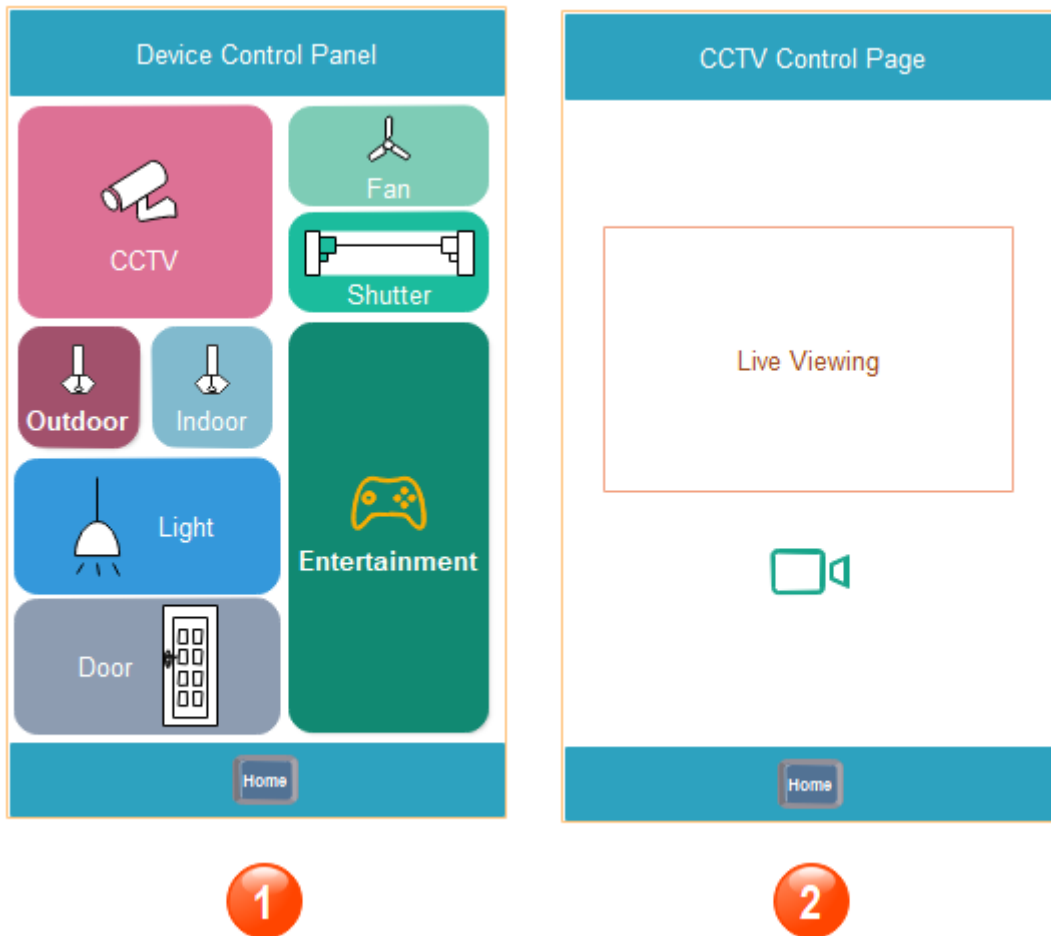 Device Control Panel
CCTV
Fan
Shutter
Outdoor
Indoor
Light
Entertainment
Door
Home
1
CCTV Control Page
Live Viewing
Home
2